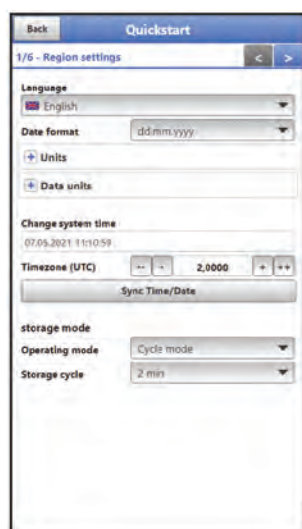 Back Quickstart
1/6 - Region settings < >
Language
English
Date format dd.mm.yyyy
+ Units
+ Data units
Change system time
07.05.2021 11:10:59
Timezone (UTC) -- - 2,0000 + ++
Sync Time/Date
storage mode
Operating mode Cycle mode
Storage cycle 2 min